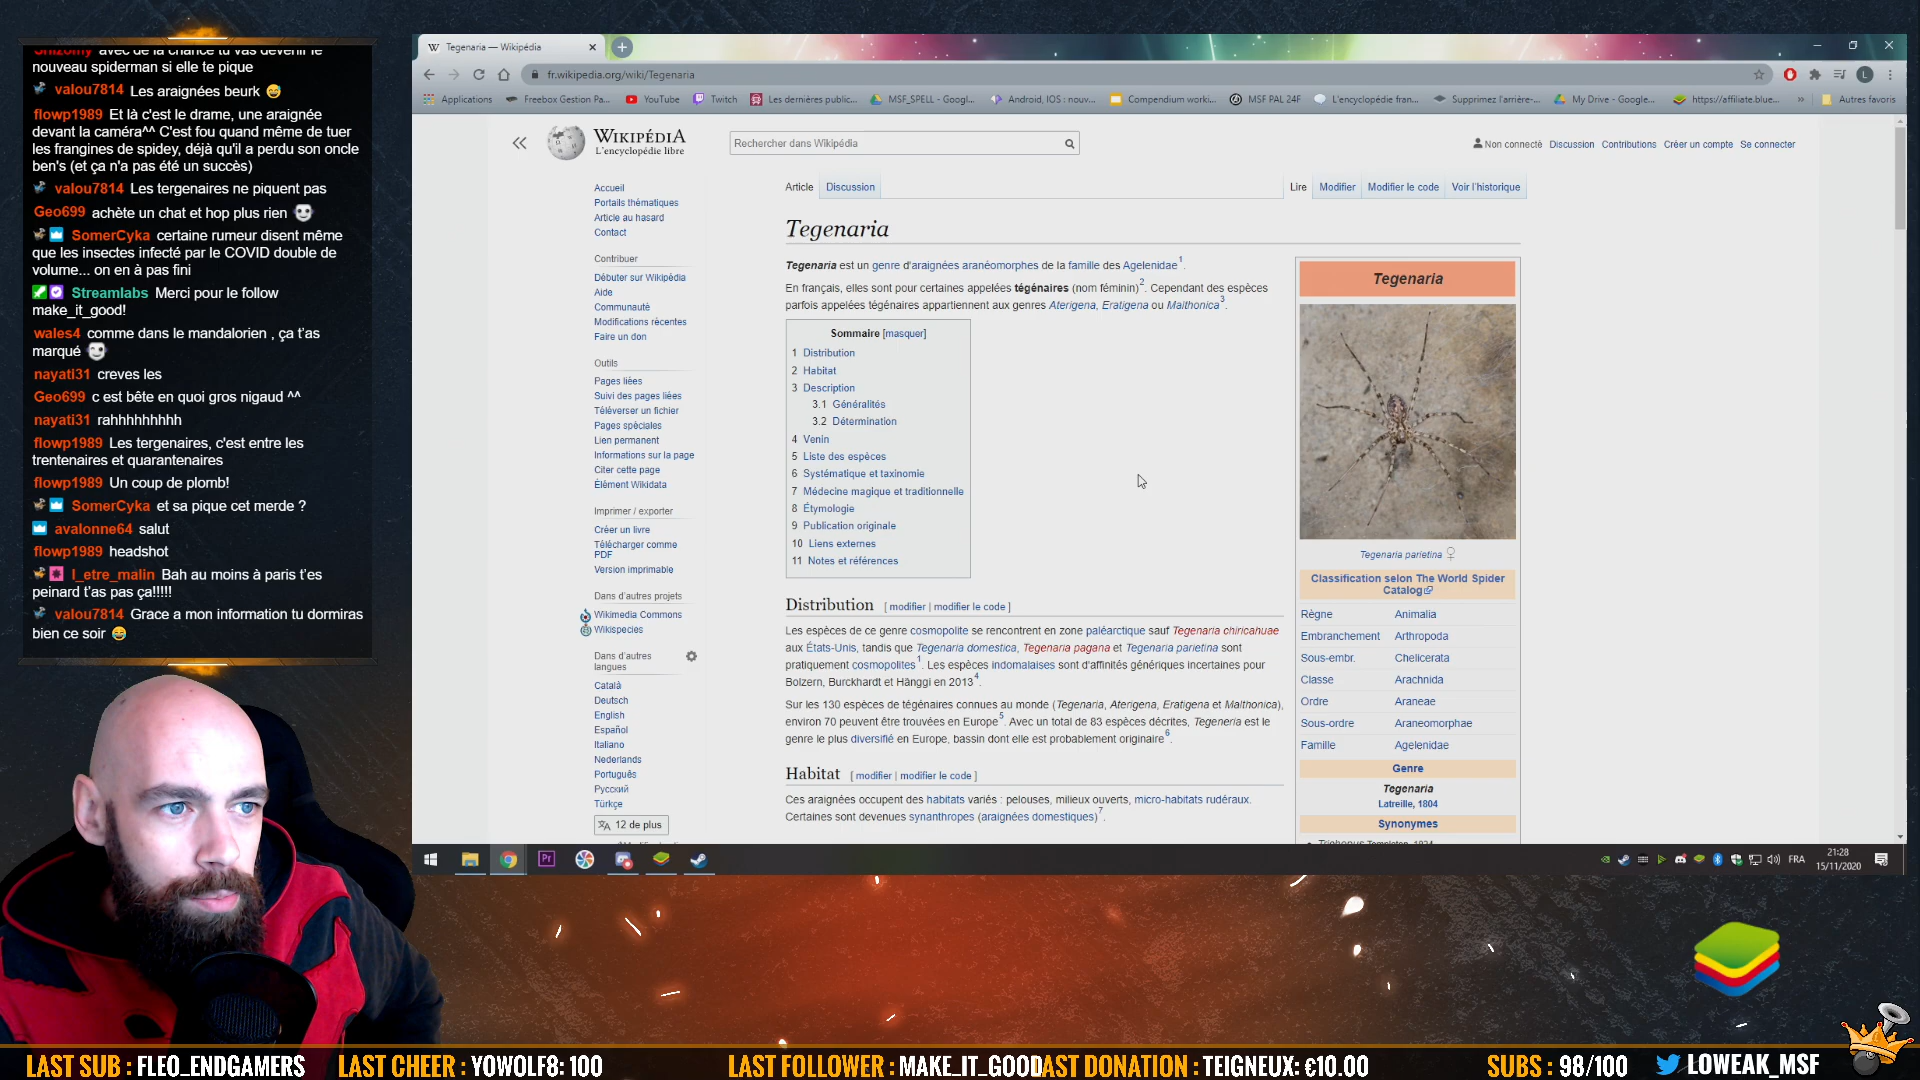 Shizoiny avec de la chance tu vas devenir le
nouveau spiderman si elle te pique
valou7814 Les araignées beurk
flowp1989 Et là c'est le drame, une araignée
devant la caméra^^ C'est fou quand même de tuer
les frangines de spidey, déjà qu'il a perdu son oncle
ben's (et ça n'a pas été un succès)
valou7814 Les tergenaires ne piquent pas
Geo699 achète un chat et hop plus rien
SomerCyka certaine rumeur disent même
que les insectes infecté par le COVID double de
volume... on en à pas fini
Streamlabs Merci pour le follow
make_it_good!
wales4 comme dans le mandalorien , ça t'as
marqué
nayati31 creves les
Geo699 c est bête en quoi gros nigaud ^^
nayati31 rahhhhhhhhh
flowp1989 Les tergenaires, c'est entre les
trentenaires et quarantenaires
flowp1989 Un coup de plomb!
SomerCyka et sa pique cet merde ?
avalonne64 salut
flowp1989 headshot
l_etre_malin Bah au moins à paris t'es
peinard t'as pas ça!!!!!
valou7814 Grace a mon information tu dormiras
bien ce soir
Tegenaria — Wikipédia
fr.wikipedia.org/wiki/Tegenaria
Applications
Freebox Gestion Pa...
YouTube
Twitch
Les dernières public...
MSF_SPELL - Googl...
Android, IOS : nouv...
Compendium worki...
MSF PAL 24F
L'encyclopédie fran...
Supprimez l'arrière-...
My Drive - Google...
https://affiliate.blue...
Autres favoris
WIKIPÉDIA
L'encyclopédie libre
Rechercher dans Wikipédia
Non connecté Discussion Contributions Créer un compte Se connecter
Accueil
Portails thématiques
Article au hasard
Contact
Contribuer
Débuter sur Wikipédia
Aide
Communauté
Modifications récentes
Faire un don
Outils
Pages liées
Suivi des pages liées
Téléverser un fichier
Pages spéciales
Lien permanent
Informations sur la page
Citer cette page
Élément Wikidata
Imprimer / exporter
Créer un livre
Télécharger comme
PDF
Version imprimable
Dans d'autres projets
Wikimedia Commons
Wikispecies
Dans d'autres
langues
Català
Deutsch
English
Español
Italiano
Nederlands
Português
Русский
Türkçe
12 de plus
Article Discussion
Lire Modifier Modifier le code Voir l'historique
Tegenaria
Tegenaria est un genre d'araignées aranéomorphes de la famille des Agelenidae1.
En français, elles sont pour certaines appelées tégénaires (nom féminin)2. Cependant des espèces
parfois appelées tégénaires appartiennent aux genres Aterigena, Eratigena ou Malthonica3.
Sommaire [masquer]
1 Distribution
2 Habitat
3 Description
3.1 Généralités
3.2 Détermination
4 Venin
5 Liste des espèces
6 Systématique et taxinomie
7 Médecine magique et traditionnelle
8 Étymologie
9 Publication originale
10 Liens externes
11 Notes et références
Distribution [ modifier | modifier le code ]
Les espèces de ce genre cosmopolite se rencontrent en zone paléarctique sauf Tegenaria chiricahuae
aux États-Unis, tandis que Tegenaria domestica, Tegenaria pagana et Tegenaria parietina sont
pratiquement cosmopolites1. Les espèces indomalaises sont d'affinités génériques incertaines pour
Bolzern, Burckhardt et Hänggi en 20134.
Sur les 130 espèces de tégénaires connues au monde (Tegenaria, Aterigena, Eratigena et Malthonica),
environ 70 peuvent être trouvées en Europe5. Avec un total de 83 espèces décrites, Tegeneria est le
genre le plus diversifié en Europe, bassin dont elle est probablement originaire6.
Habitat [ modifier | modifier le code ]
Ces araignées occupent des habitats variés : pelouses, milieux ouverts, micro-habitats rudéraux.
Certaines sont devenues synanthropes (araignées domestiques)7.
Tegenaria
Tegenaria parietina ♀
Classification selon The World Spider
Catalog
Règne Animalia
Embranchement Arthropoda
Sous-embr. Chelicerata
Classe Arachnida
Ordre Araneae
Sous-ordre Araneomorphae
Famille Agelenidae
Genre
Tegenaria
Latreille, 1804
Synonymes
Pr
FRA
21:28
15/11/2020
LAST SUB : FLEO_ENDGAMERS
LAST CHEER : YOWOLF8: 100
LAST FOLLOWER : MAKE_IT_GOOD
AST DONATION : TEIGNEUX: €10.00
SUBS : 98/100
LOWEAK_MSF